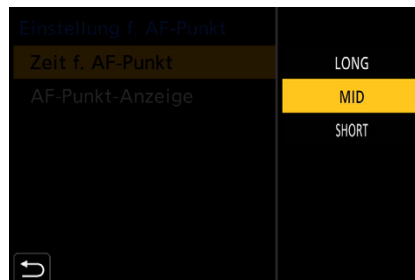 Einstellung f. AF-Punkt
Zeit f. AF-Punkt
AF-Punkt-Anzeige
LONG
MID
SHORT